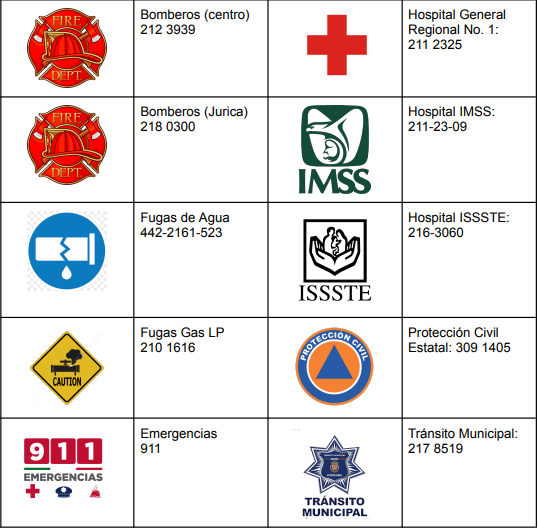 FIRE
DEPT.
Bomberos (centro)
212 3939
Hospital General
Regional No. 1:
211 2325
FIRE
DEPT.
Bomberos (Jurica)
218 0300
IMSS
Hospital IMSS:
211-23-09
Fugas de Agua
442-2161-523
ISSSTE
Hospital ISSSTE:
216-3060
CAUTION
Fugas Gas LP
210 1616
PROTECCION CIVIL
Protección Civil
Estatal: 309 1405
911
EMERGENCIAS
Emergencias
911
TRÁNSITO
MUNICIPAL
Tránsito Municipal:
217 8519